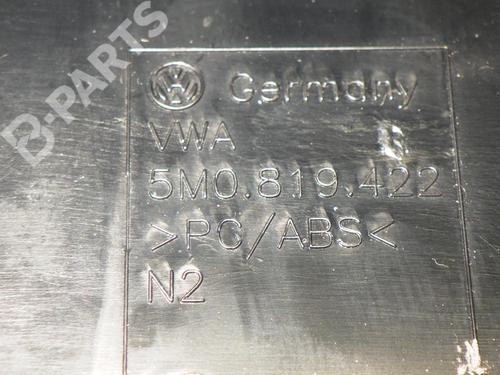 B-PARTS
Germany
VWA
5M0.819.422
>PC/ABS<
N2